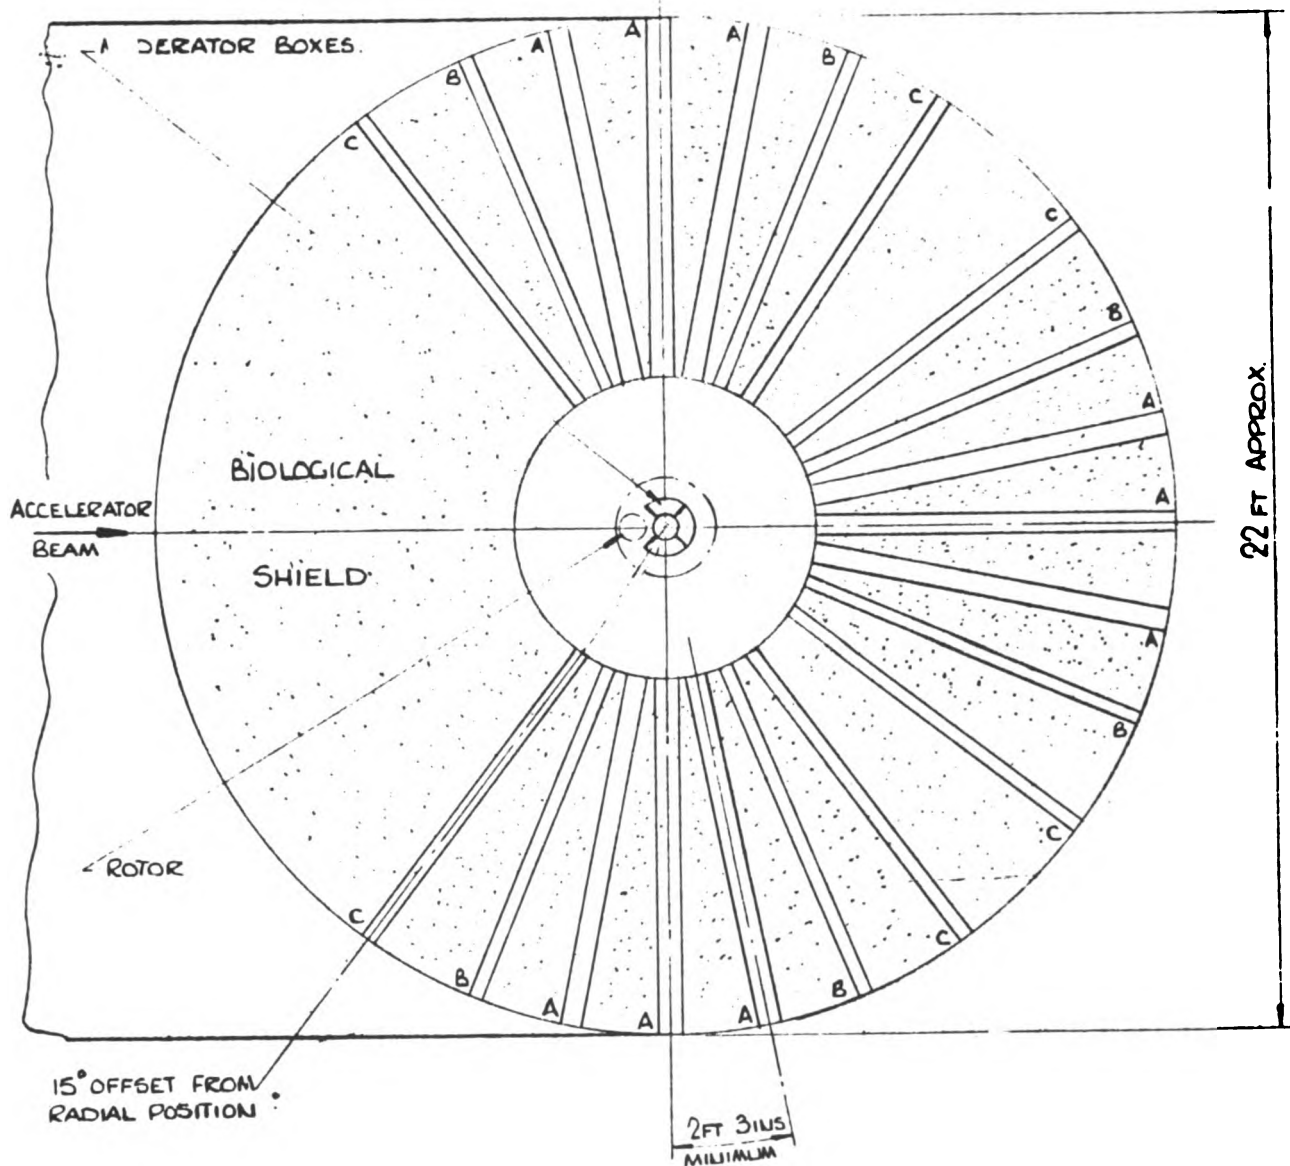 DERATOR BOXES.
A
A
A
B
B
C
C
C
B
A
A
A
B
C
BIOLOGICAL
SHIELD
ACCELERATOR
BEAM
22 FT APPROX.
ROTOR
C
B
A
A
A
B
C
15° OFFSET FROM
RADIAL POSITION
2FT 3INS
MINIMUM